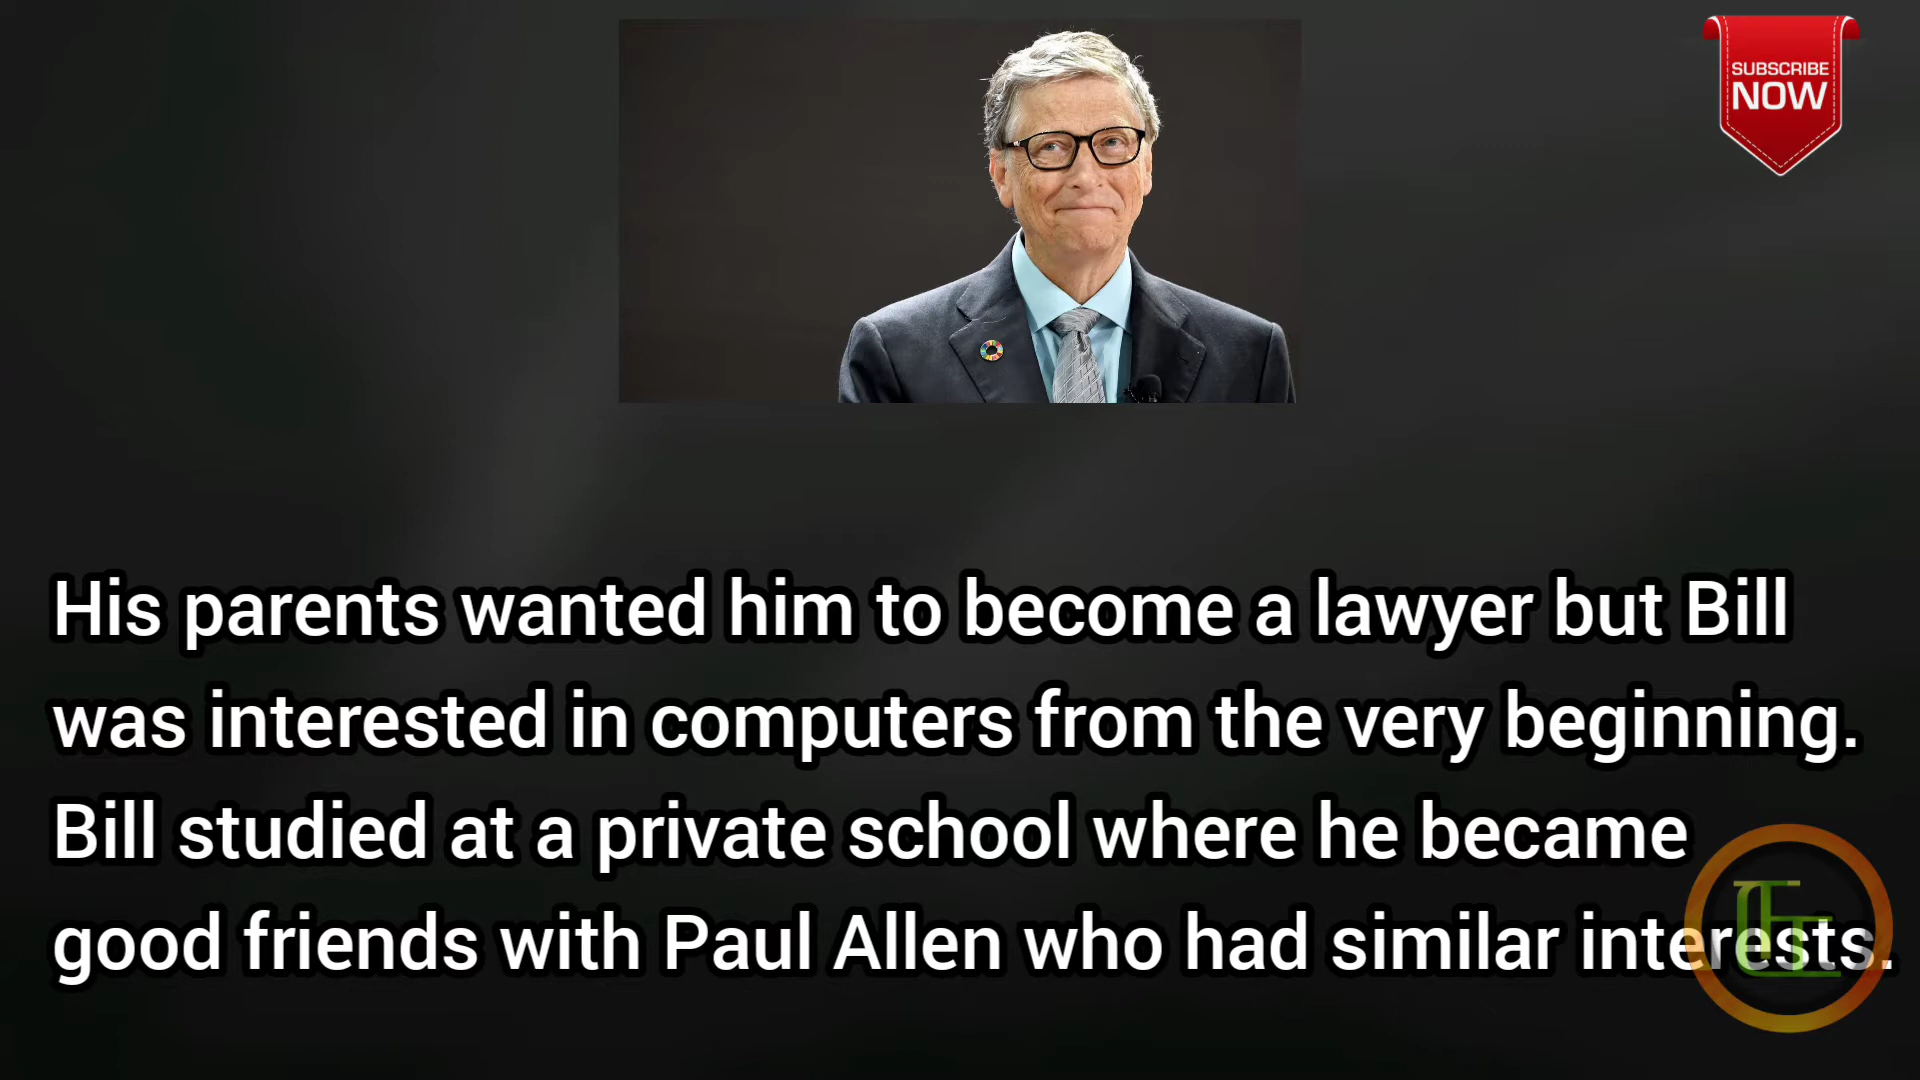 SUBSCRIBE
NOW
His parents wanted him to become a lawyer but Bill
was interested in computers from the very beginning.
Bill studied at a private school where he became
good friends with Paul Allen who had similar interests.